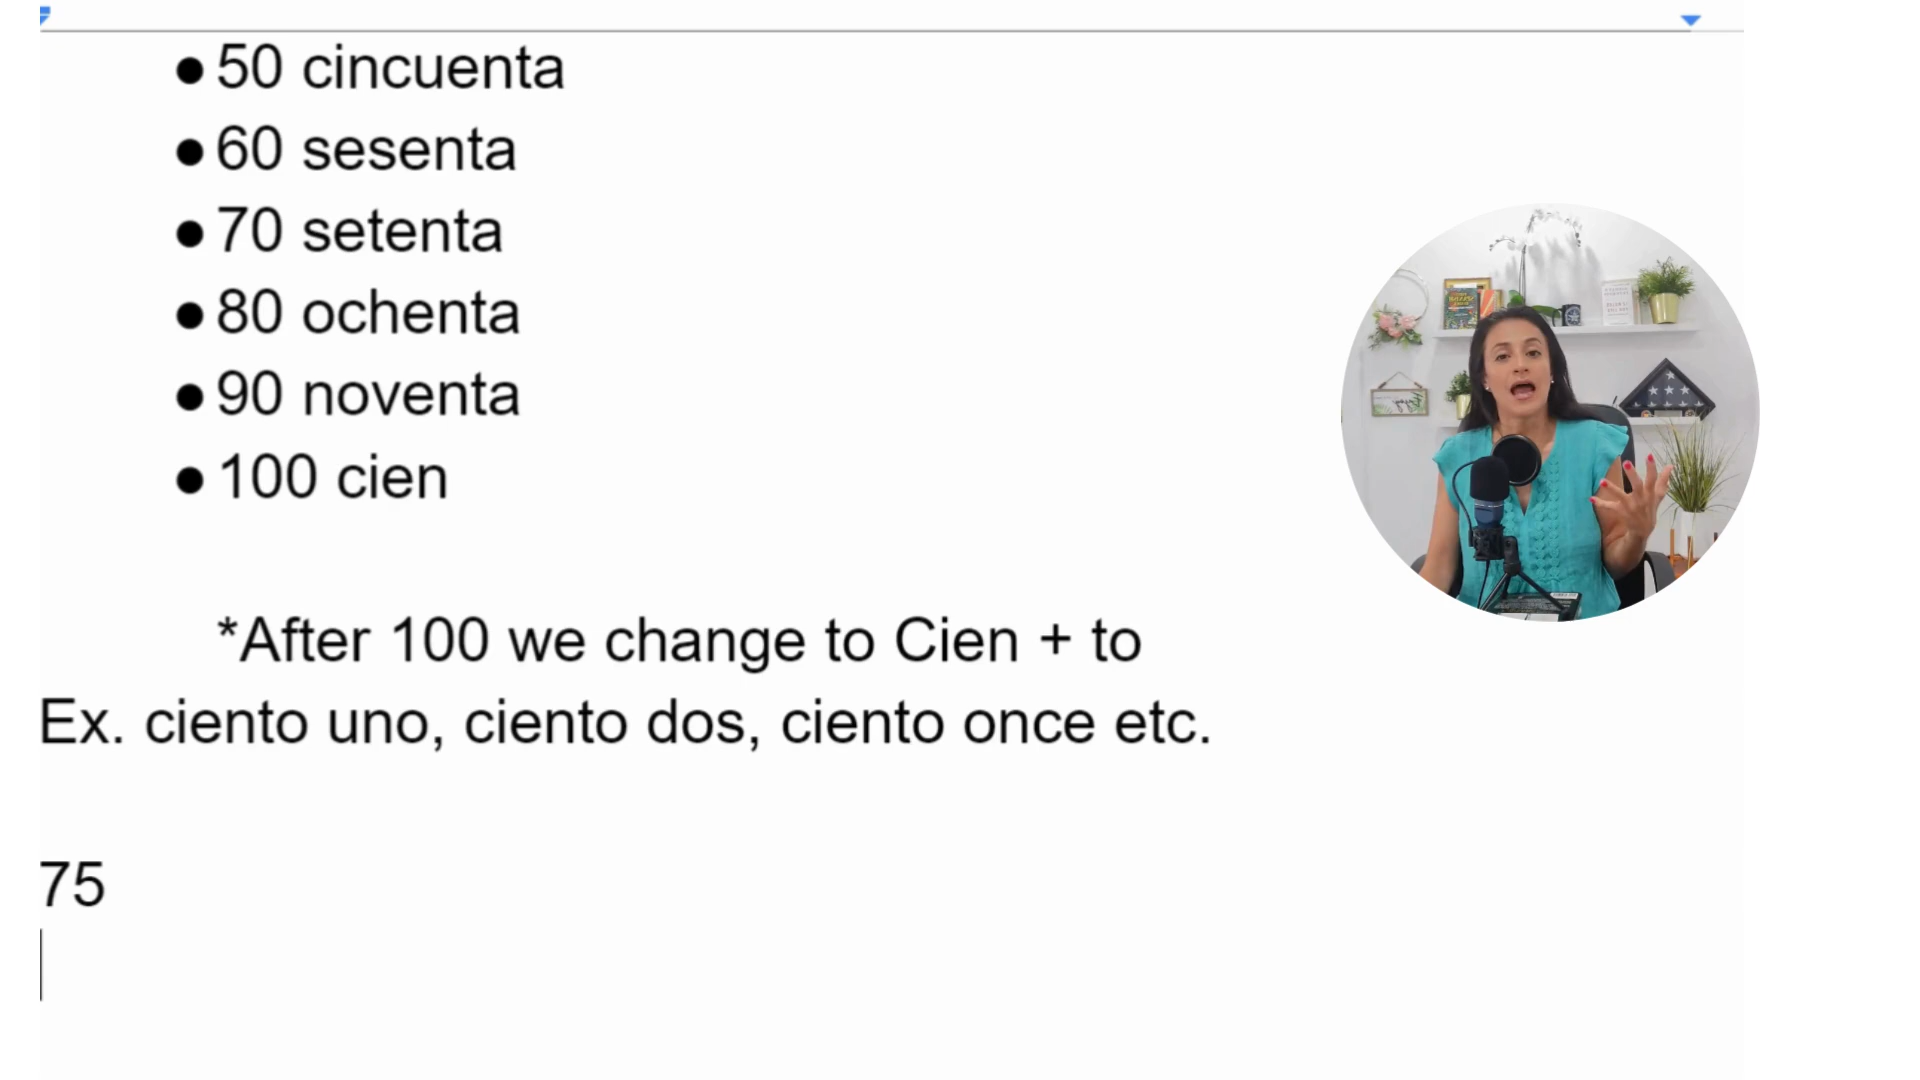 ● 50 cincuenta
● 60 sesenta
● 70 setenta
● 80 ochenta
● 90 noventa
● 100 cien
*After 100 we change to Cien + to
Ex. ciento uno, ciento dos, ciento once etc.
75